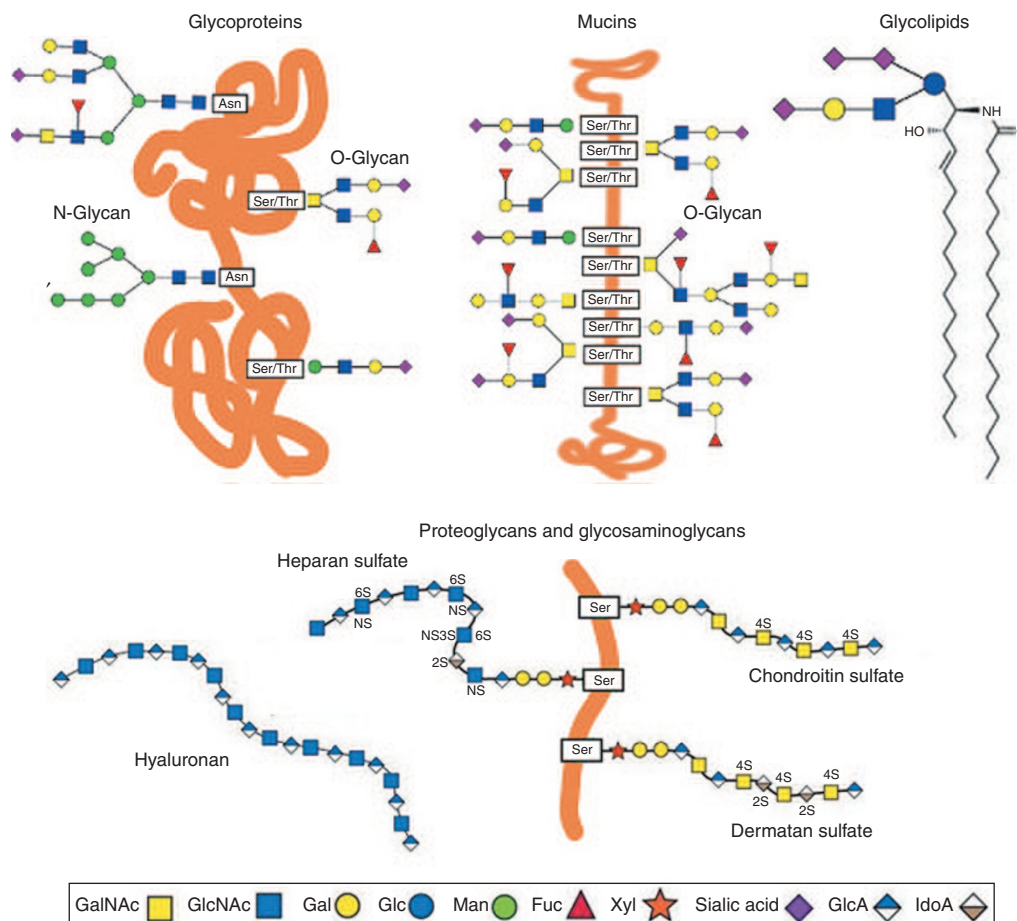 Glycoproteins
Mucins
Glycolipids
Asn
O-Glycan
Ser/Thr
N-Glycan
Asn
Ser/Thr
Ser/Thr
Ser/Thr
Ser/Thr
O-Glycan
Ser/Thr
Ser/Thr
Ser/Thr
Ser/Thr
Ser/Thr
Ser/Thr
NH
HO
Proteoglycans and glycosaminoglycans
Heparan sulfate
6S
NS
6S
NS
NS3S
6S
2S
NS
Ser
Hyaluronan
Ser
4S
4S
4S
Chondroitin sulfate
Ser
4S
2S
4S
2S
4S
Dermatan sulfate
GalNAc GlcNAc Gal Glc Man Fuc Xyl Sialic acid GlcA IdoA